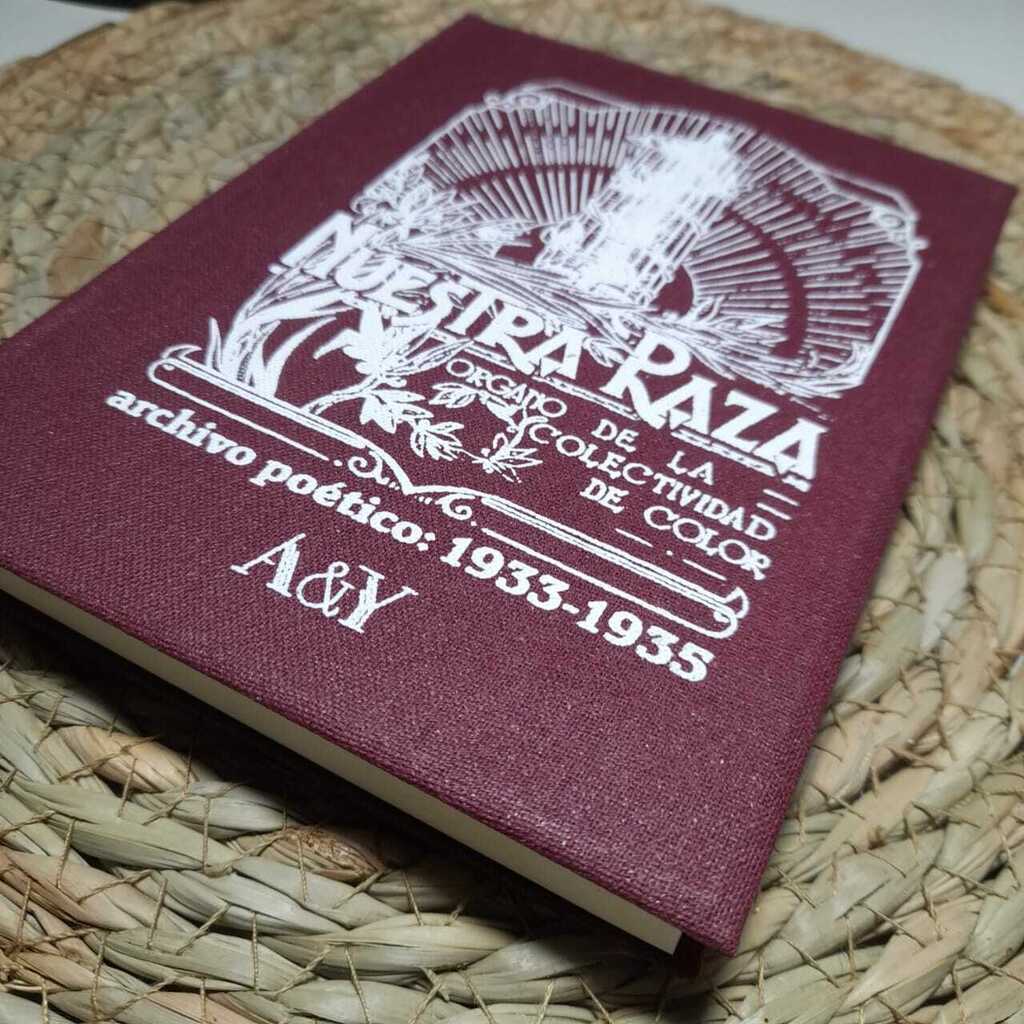 NUESTRA RAZA
ORGANO DE LA
COLECTIVIDAD
DE COLOR
archivo poético: 1933-1935
A&Y